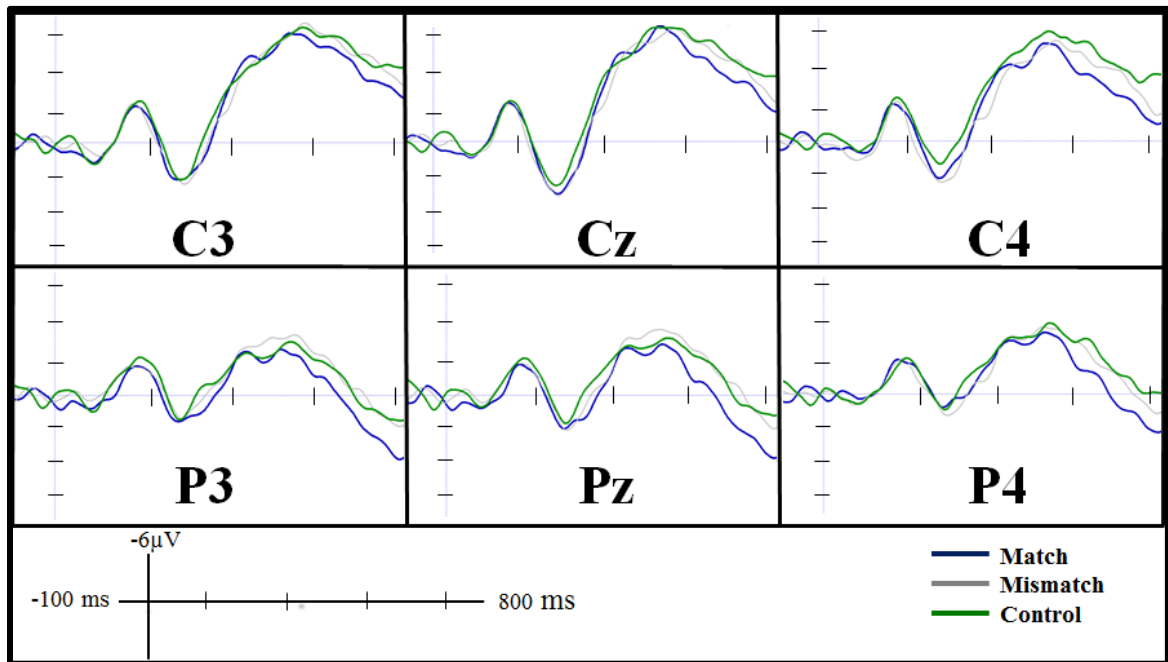 C3
Cz
C4
P3
Pz
P4
-6µV
-100 ms
800 ms
Match
Mismatch
Control